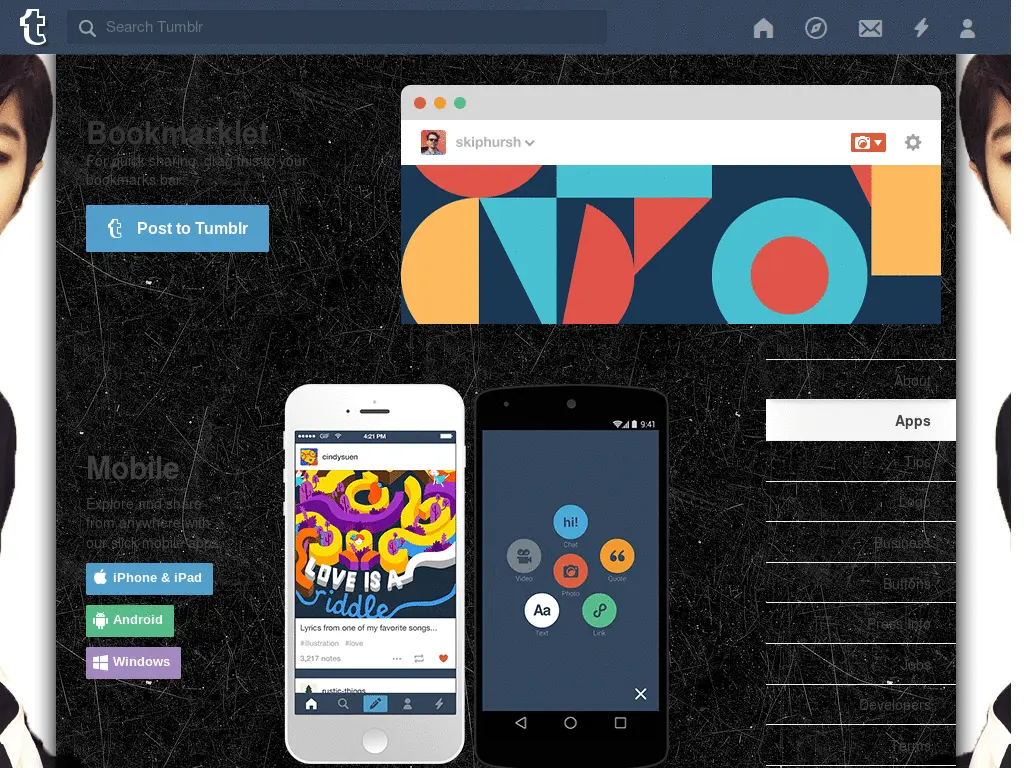 Search Tumblr
Bookmarklet
For quick sharing, drag this to your
bookmarks bar
Post to Tumblr
skiphursh
About
Apps
Tips
Logo
Business
Buttons
Press Info
Jobs
Developers
Terms
Mobile
Explore and share
from anywhere with
our slick mobile apps
iPhone & iPad
Android
Windows
GIF
4:21 PM
cindysuen
LOVE IS A
riddle
Lyrics from one of my favorite songs...
#illustration #love
3,217 notes
rustic-things
9:41
hi!
Chat
Video
Photo
Quote
Aa
Text
Link